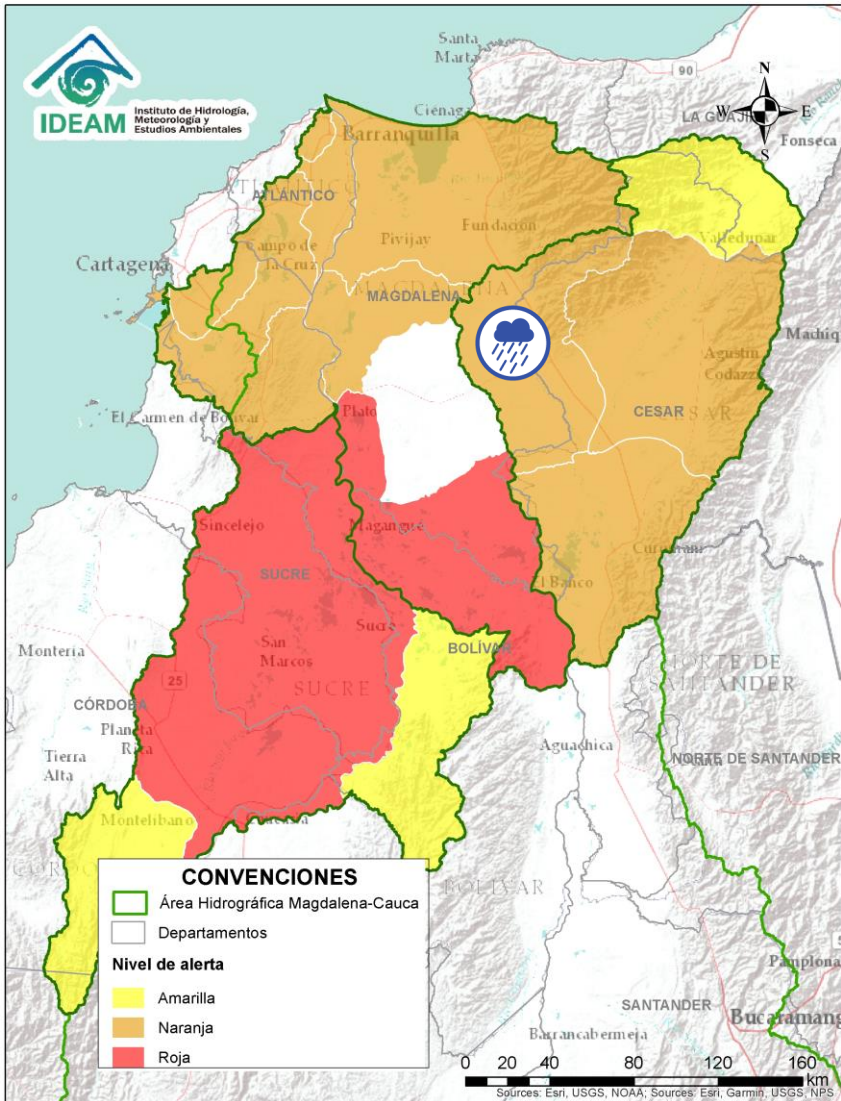 IDEAM
Instituto de Hidrología,
Meteorología y
Estudios Ambientales
Santa
Marta
90
N
W
E
S
Ciénaga
LA GUAJI
Fonseca
Barranquilla
ATLÁNTICO
Valledupar
Fundación
Pivijay
Campo de
la Cruz
Cartagena
MAGDALENA
Machiq
Agustín
Codazzi
El Carmen de Bolívar
Plato
CESAR
Sincelejo
Magangué
SUCRE
Curumaní
El Banco
Sucre
San
Marcos
SUCRE
BOLÍVAR
Montería
25
CÓRDOBA
NORTE DE
SANTANDER
Planeta
Rica
Tierra
Alta
Aguachica
NORTE DE SANTANDER
Montelíbano
Caucasia
BOLÍVAR
CONVENCIONES
Área Hidrográfica Magdalena-Cauca
Departamentos
Nivel de alerta
Amarilla
Naranja
Roja
Pamplona
SANTANDER
Bucaramang
Barrancabermeja
0 20 40 80 120 160
km
Sources: Esri, USGS, NOAA; Sources: Esri, Garmin, USGS, NPS